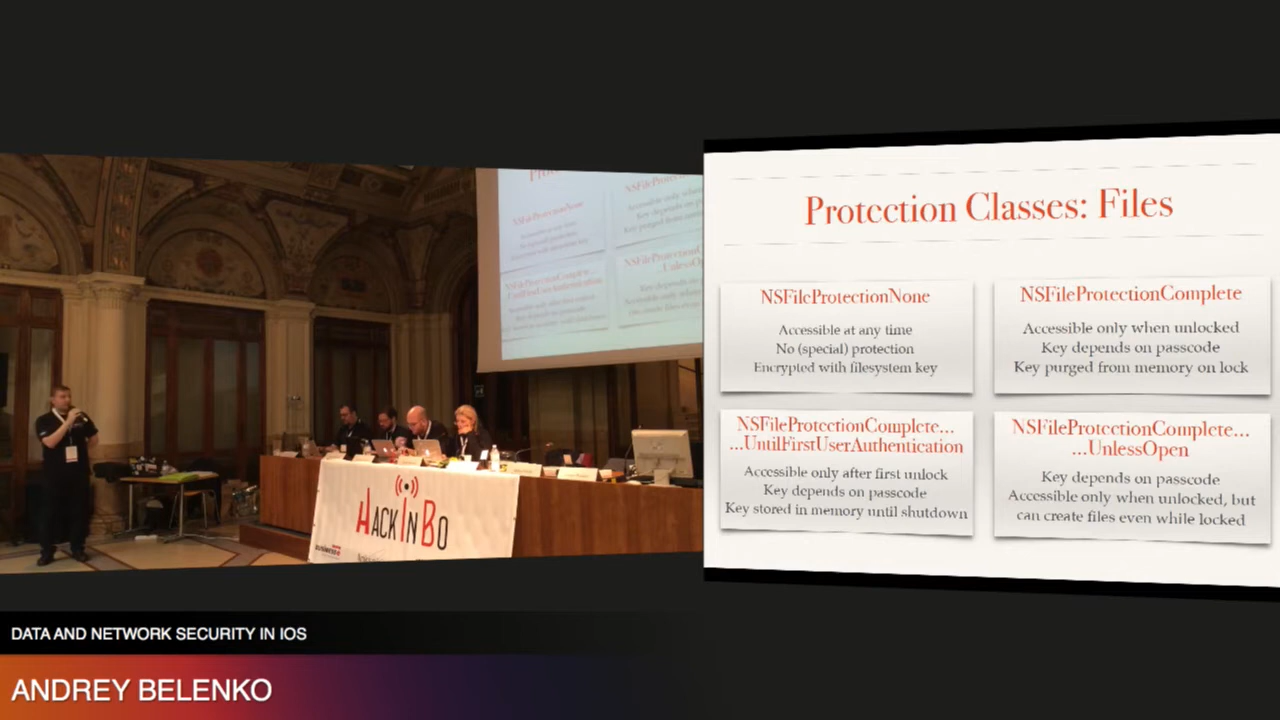 Protection Classes: Files
NSFileProtectionNone
Accessible at any time
No (special) protection
Encrypted with filesystem key
NSFileProtectionComplete
Accessible only when unlocked
Key depends on passcode
Key purged from memory on lock
NSFileProtectionComplete...
...UntilFirstUserAuthentication
Accessible only after first unlock
Key depends on passcode
Key stored in memory until shutdown
NSFileProtectionComplete...
...UnlessOpen
Key depends on passcode
Accessible only when unlocked, but
can create files even while locked
HACKINBO
DATA AND NETWORK SECURITY IN IOS
ANDREY BELENKO